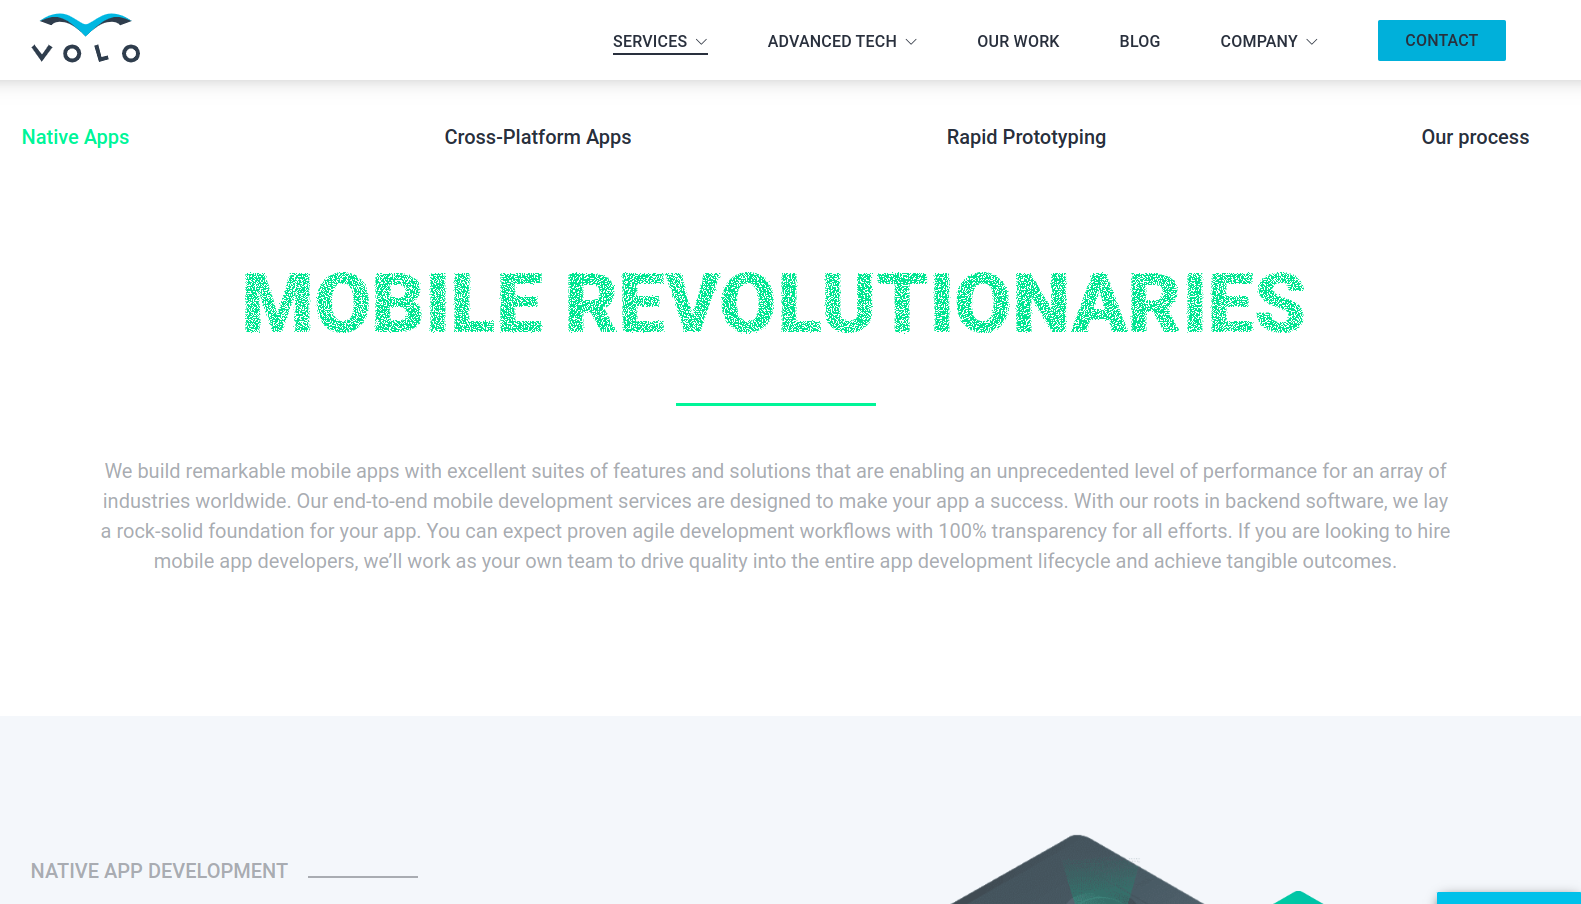 VOLO
SERVICES
ADVANCED TECH
OUR WORK
BLOG
COMPANY
CONTACT
Native Apps
Cross-Platform Apps
Rapid Prototyping
Our process
MOBILE REVOLUTIONARIES
We build remarkable mobile apps with excellent suites of features and solutions that are enabling an unprecedented level of performance for an array of
industries worldwide. Our end-to-end mobile development services are designed to make your app a success. With our roots in backend software, we lay
a rock-solid foundation for your app. You can expect proven agile development workflows with 100% transparency for all efforts. If you are looking to hire
mobile app developers, we’ll work as your own team to drive quality into the entire app development lifecycle and achieve tangible outcomes.
NATIVE APP DEVELOPMENT